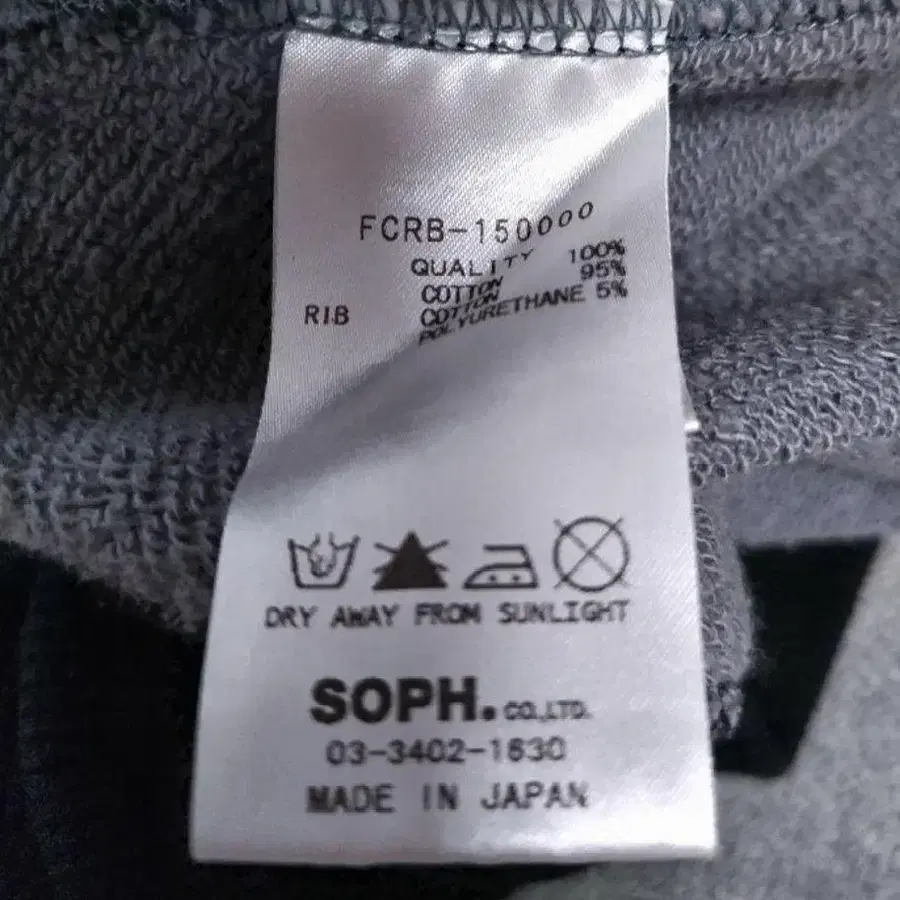 FCRB-150000
QUALITY
COTTON 100%
RIB COTTON 95%
POLYURETHANE 5%
DRY AWAY FROM SUNLIGHT
SOPH. CO.,LTD.
03-3402-1630
MADE IN JAPAN